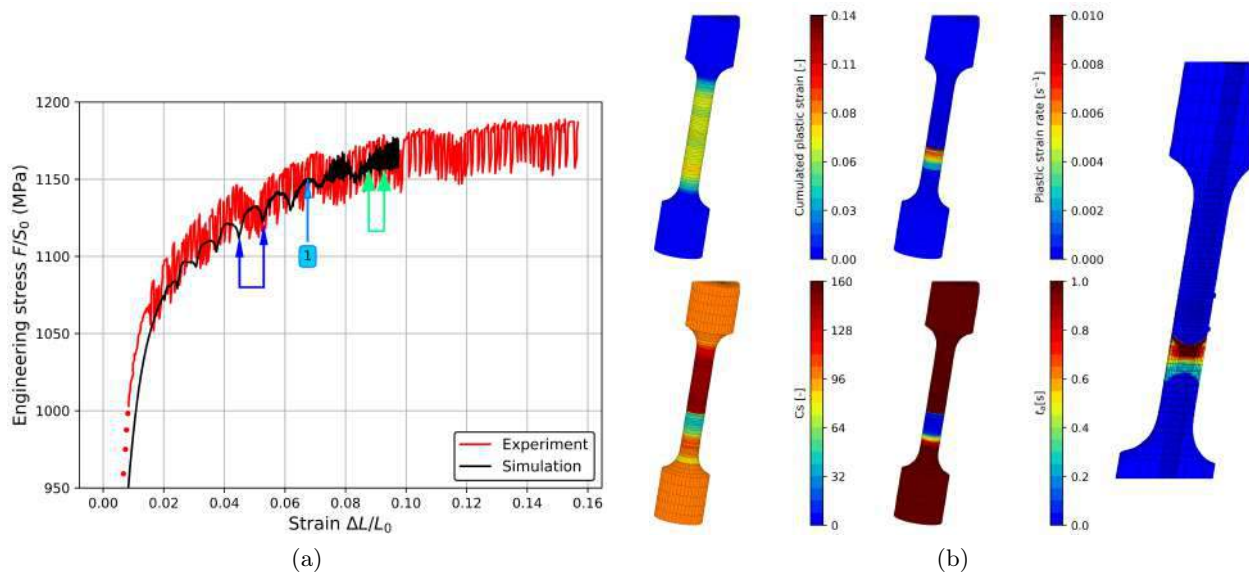 1200
1150
1100
1050
1000
950
Engineering stress F/S₀ (MPa)
1
Experiment
Simulation
0.00 0.02 0.04 0.06 0.08 0.10 0.12 0.14 0.16
Strain ΔL/L₀
(a)
0.14
0.11
0.09
0.06
0.03
0.00
Cumulated plastic strain [-]
0.010
0.008
0.006
0.004
0.002
0.000
Plastic strain rate [s⁻¹]
160
128
96
64
32
0
Cs [-]
1.0
0.8
0.6
0.4
0.2
0.0
tₐ[s]
(b)